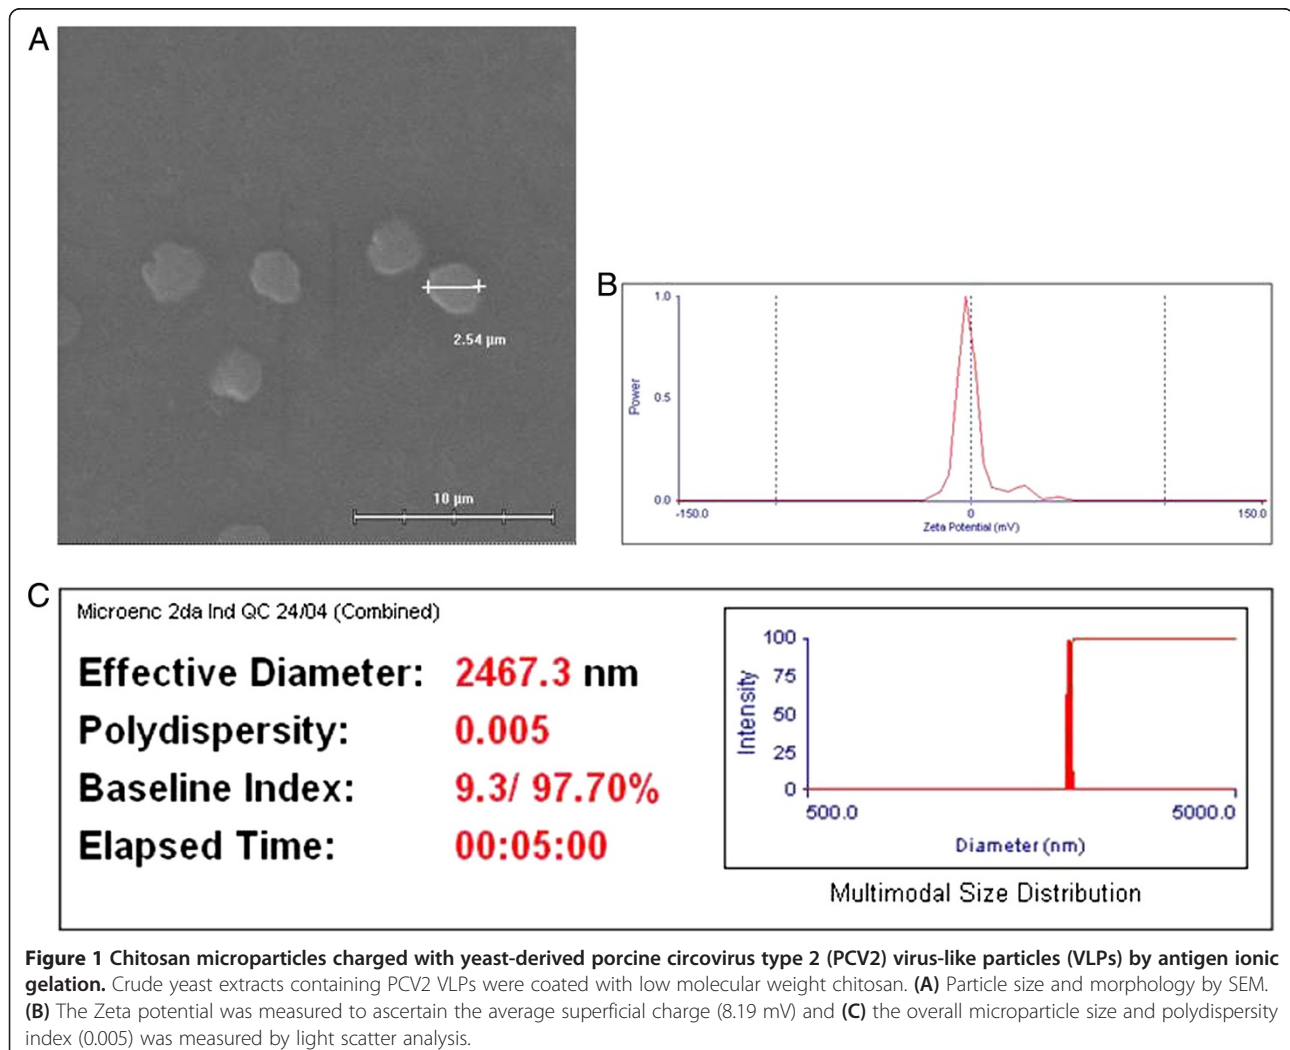 A
2.54 µm
10 µm
B
1.0
Power
0.5
0.0
-150.0 0 150.0
Zeta Potential (mV)
C
Microenc 2da Ind QC 24/04 (Combined)
Effective Diameter: 2467.3 nm
Polydispersity: 0.005
Baseline Index: 9.3/ 97.70%
Elapsed Time: 00:05:00
100
75
50
25
0
Intensity
500.0 5000.0
Diameter (nm)
Multimodal Size Distribution
Figure 1 Chitosan microparticles charged with yeast-derived porcine circovirus type 2 (PCV2) virus-like particles (VLPs) by antigen ionic
gelation. Crude yeast extracts containing PCV2 VLPs were coated with low molecular weight chitosan. (A) Particle size and morphology by SEM.
(B) The Zeta potential was measured to ascertain the average superficial charge (8.19 mV) and (C) the overall microparticle size and polydispersity
index (0.005) was measured by light scatter analysis.